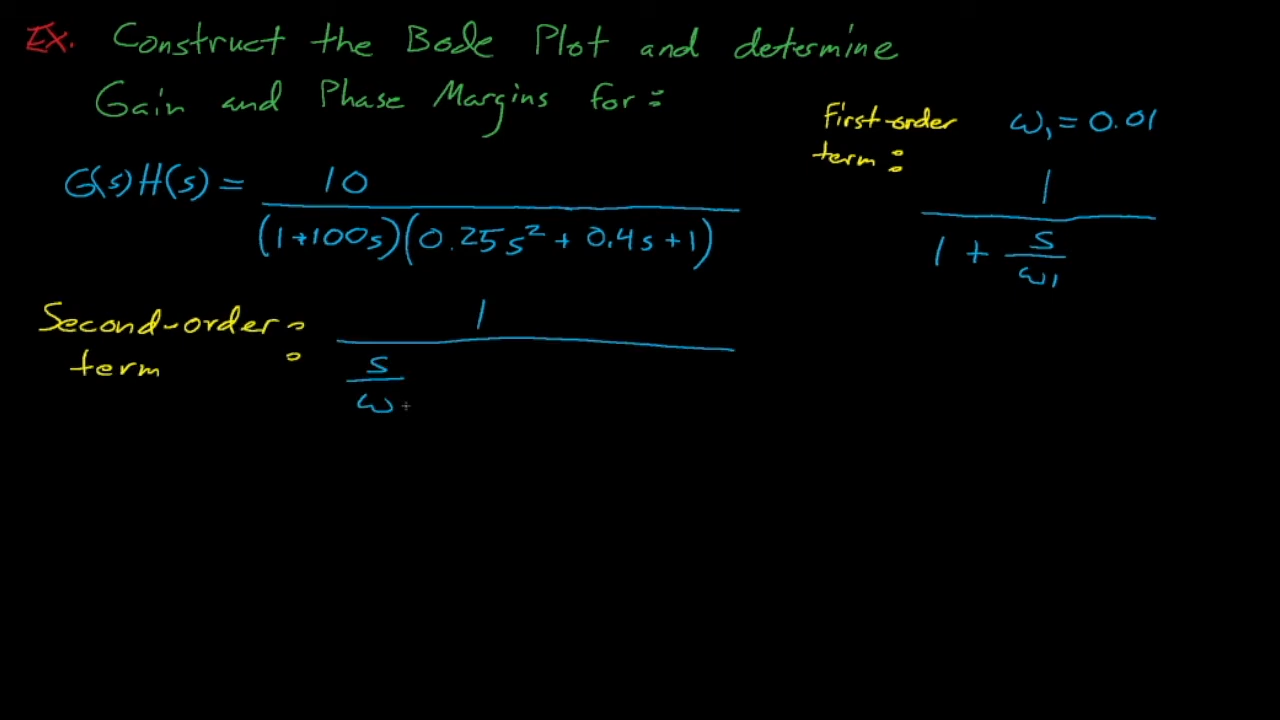 Ex. Construct the Bode Plot and determine
Gain and Phase Margins for:
First-order term: ω₁ = 0.01
1 / (1 + s/ω₁)
G(s)H(s) = 10 / ((1+100s)(0.25s² + 0.4s + 1))
Second-order term : 1 / (s/ω